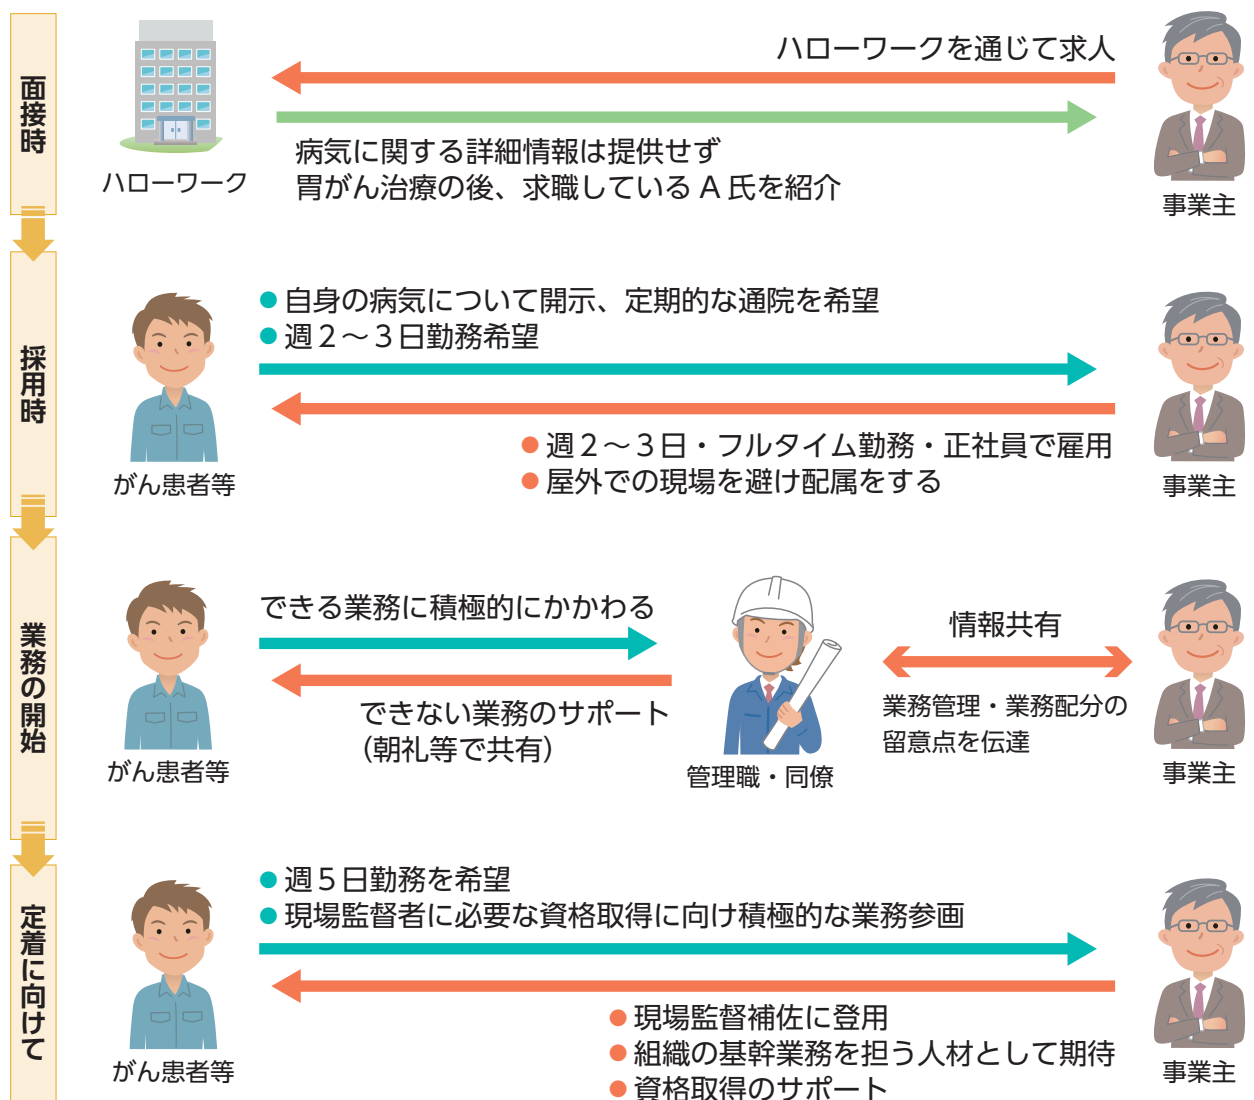 面接時
ハローワークを通じて求人
病気に関する詳細情報は提供せず
胃がん治療の後、求職しているA氏を紹介
ハローワーク
事業主
採用時
● 自身の病気について開示、定期的な通院を希望
● 週2~3日勤務希望
● 週2~3日・フルタイム勤務・正社員で雇用
● 屋外での現場を避け配属をする
がん患者等
事業主
業務の開始
できる業務に積極的にかかわる
できない業務のサポート
(朝礼等で共有)
情報共有
業務管理・業務配分の
留意点を伝達
がん患者等
管理職・同僚
事業主
定着に向けて
● 週5日勤務を希望
● 現場監督者に必要な資格取得に向け積極的な業務参画
● 現場監督補佐に登用
● 組織の基幹業務を担う人材として期待
● 資格取得のサポート
がん患者等
事業主